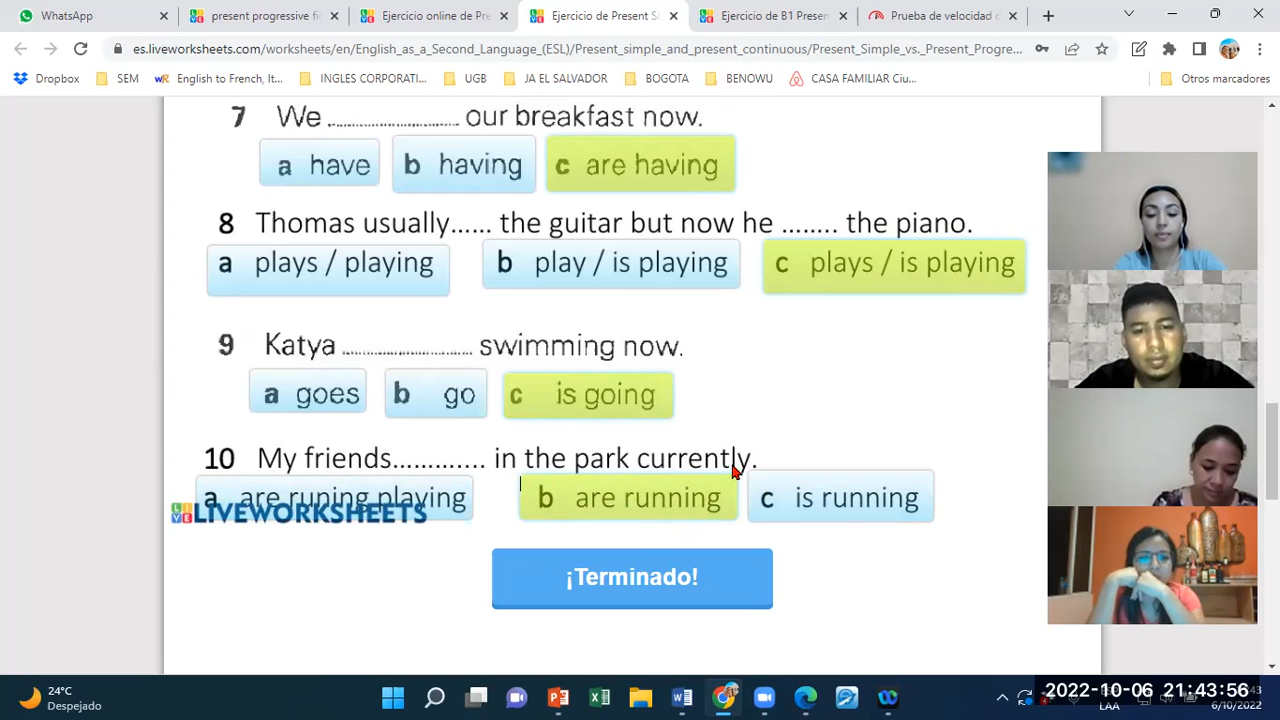 WhatsApp
present progressive fi
Ejercicio online de Pre
Ejercicio de Present Si
Ejercicio de B1 Presen
Prueba de velocidad d
es.liveworksheets.com/worksheets/en/English_as_a_Second_Language_(ESL)/Present_simple_and_present_continuous/Present_Simple_vs._Present_Progre...
Dropbox
SEM
English to French, It...
INGLES CORPORATI...
UGB
JA EL SALVADOR
BOGOTA
BENOWU
CASA FAMILIAR Ciu...
Otros marcadores
7 We .................... our breakfast now.
a have b having c are having
8 Thomas usually...... the guitar but now he ........ the piano.
a plays / playing b play / is playing c plays / is playing
9 Katya .................... swimming now.
a goes b go c is going
10 My friends............. in the park currently.
a are runing playing b are running c is running
LIVEWORKSHEETS
¡Terminado!
24°C
Despejado
LAA
2022-10-06 21:43:56
6/10/2022